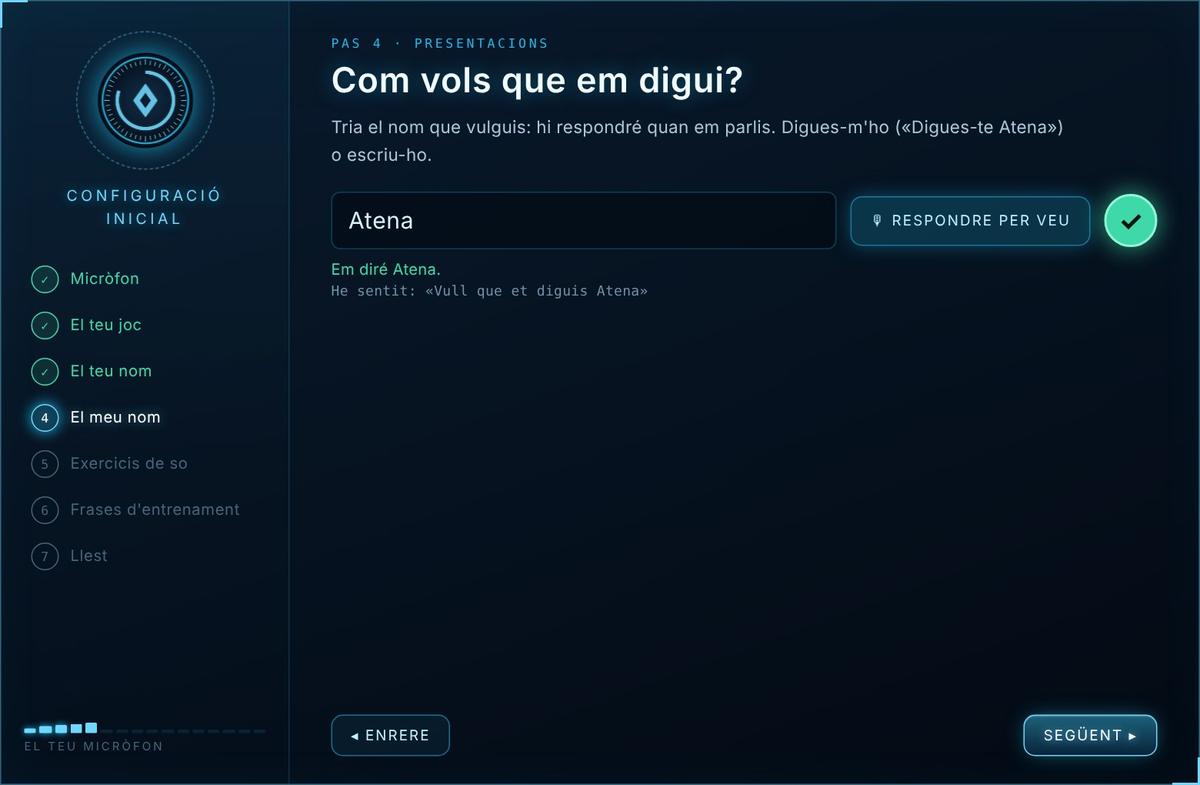 CONFIGURACIÓ
INICIAL
✓ Micròfon
✓ El teu joc
✓ El teu nom
4 El meu nom
5 Exercicis de so
6 Frases d'entrenament
7 Llest
EL TEU MICRÒFON
PAS 4 · PRESENTACIONS
Com vols que em digui?
Tria el nom que vulguis: hi respondré quan em parlis. Digues-m'ho («Digues-te Atena»)
o escriu-ho.
Atena
🎙 RESPONDRE PER VEU
✓
Em diré Atena.
He sentit: «Vull que et diguis Atena»
◂ ENRERE
SEGÜENT ▸